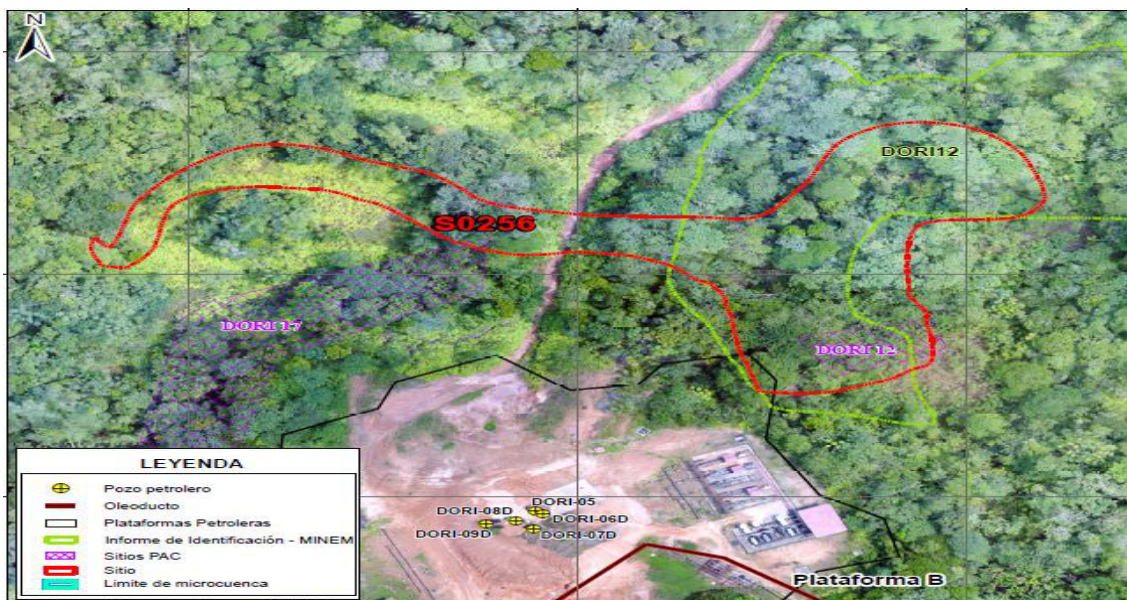 N
DORI12
S0256
DORI 17
DORI 12
LEYENDA
Pozo petrolero
Oleoducto
Plataformas Petroleras
Informe de Identificación - MINEM
Sitios PAC
Sitio
Limite de microcuenca
DORI-05
DORI-08D
DORI-06D
DORI-09D
DORI-07D
Plataforma B